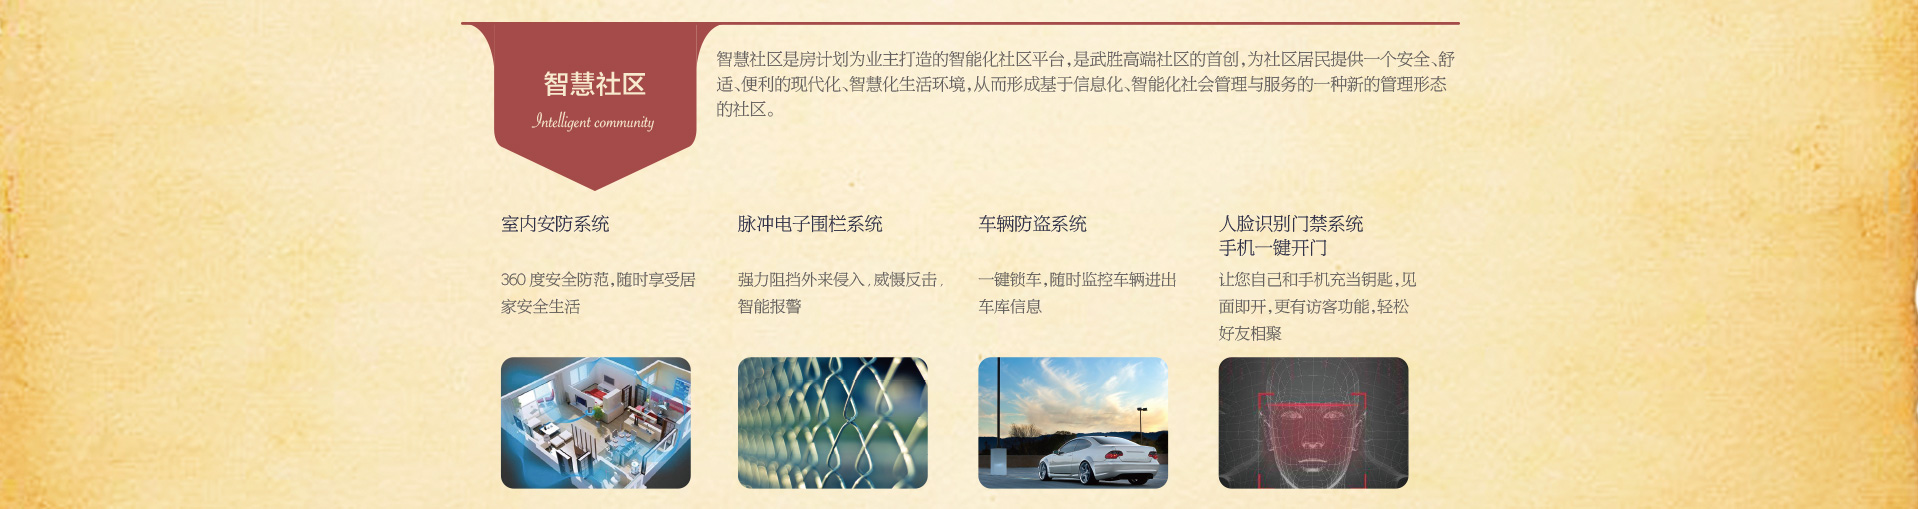 智慧社区
Intelligent community
智慧社区是房计划为业主打造的智能化社区平台,是武胜高端社区的首创,为社区居民提供一个安全、舒
适、便利的现代化、智慧化生活环境,从而形成基于信息化、智能化社会管理与服务的一种新的管理形态
的社区。
室内安防系统
360 度安全防范,随时享受居
家安全生活
脉冲电子围栏系统
强力阻挡外来侵入,威慑反击,
智能报警
车辆防盗系统
一键锁车,随时监控车辆进出
车库信息
人脸识别门禁系统
手机一键开门
让您自己和手机充当钥匙,见
面即开,更有访客功能,轻松
好友相聚